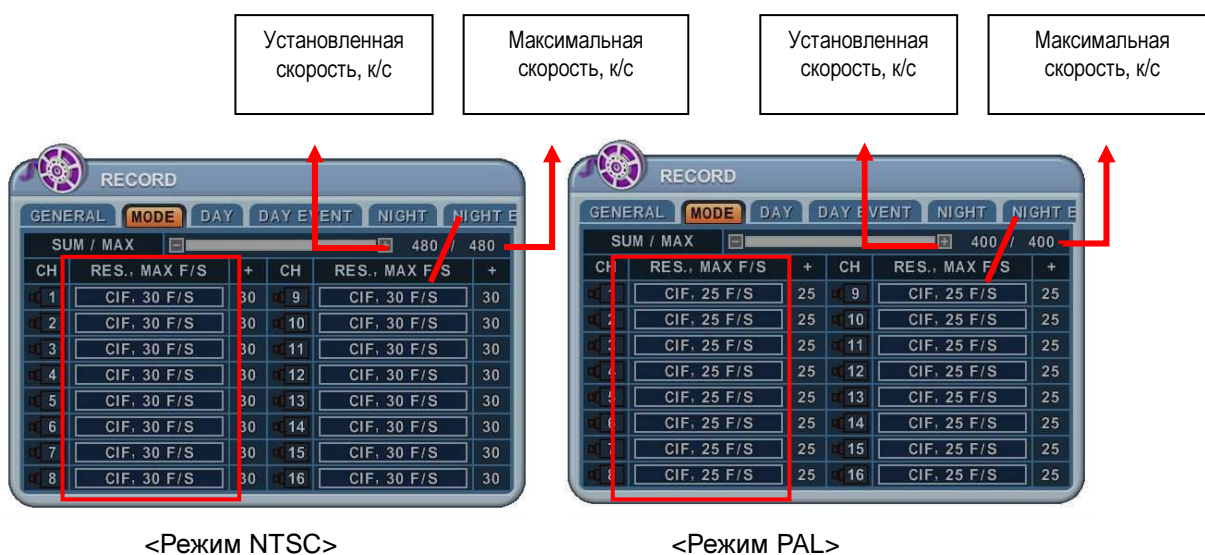 Установленная
скорость, к/с
Максимальная
скорость, к/с
Установленная
скорость, к/с
Максимальная
скорость, к/с
RECORD
GENERAL MODE DAY DAY EVENT NIGHT NIGHT E
SUM / MAX 480 / 480
CH RES., MAX F/S + CH RES., MAX F/S +
1 CIF, 30 F/S 30 9 CIF, 30 F/S 30
2 CIF, 30 F/S 30 10 CIF, 30 F/S 30
3 CIF, 30 F/S 30 11 CIF, 30 F/S 30
4 CIF, 30 F/S 30 12 CIF, 30 F/S 30
5 CIF, 30 F/S 30 13 CIF, 30 F/S 30
6 CIF, 30 F/S 30 14 CIF, 30 F/S 30
7 CIF, 30 F/S 30 15 CIF, 30 F/S 30
8 CIF, 30 F/S 30 16 CIF, 30 F/S 30
RECORD
GENERAL MODE DAY DAY EVENT NIGHT NIGHT E
SUM / MAX 400 / 400
CH RES., MAX F/S + CH RES., MAX F/S +
1 CIF, 25 F/S 25 9 CIF, 25 F/S 25
2 CIF, 25 F/S 25 10 CIF, 25 F/S 25
3 CIF, 25 F/S 25 11 CIF, 25 F/S 25
4 CIF, 25 F/S 25 12 CIF, 25 F/S 25
5 CIF, 25 F/S 25 13 CIF, 25 F/S 25
6 CIF, 25 F/S 25 14 CIF, 25 F/S 25
7 CIF, 25 F/S 25 15 CIF, 25 F/S 25
8 CIF, 25 F/S 25 16 CIF, 25 F/S 25
<Режим NTSC>
<Режим PAL>